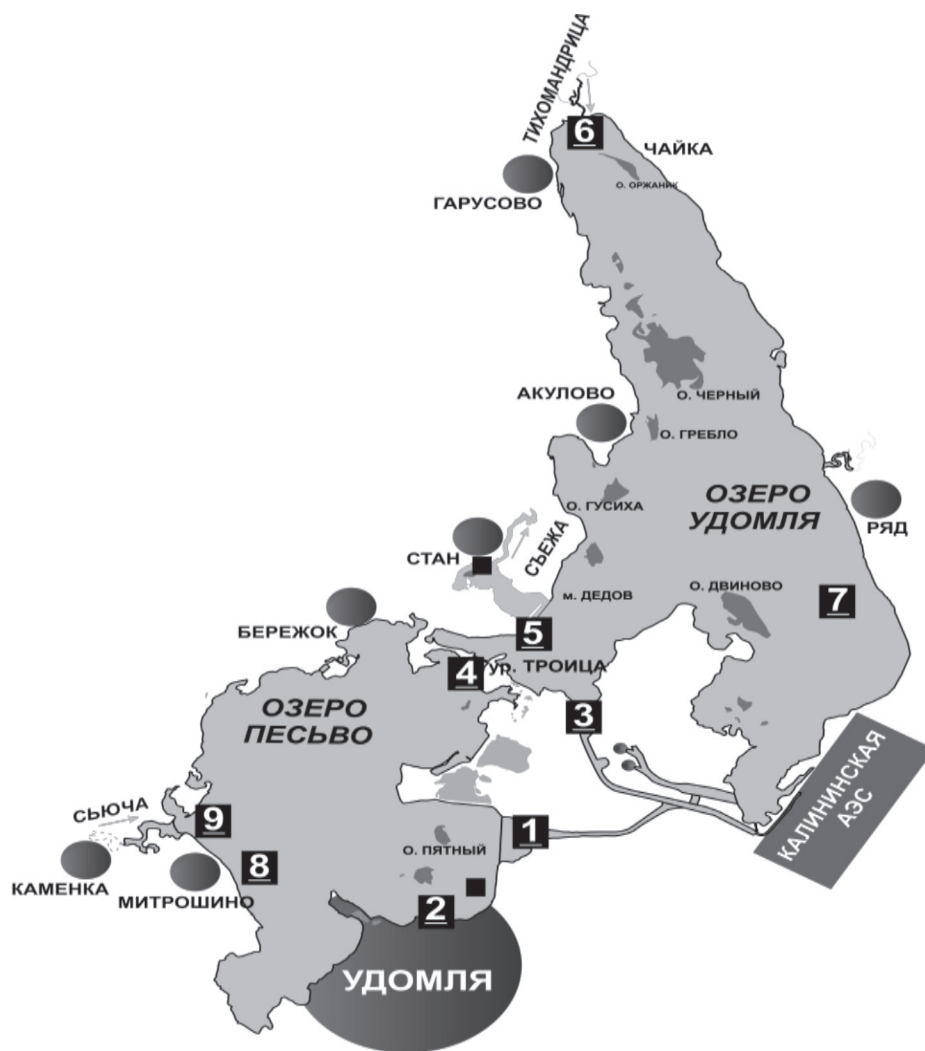 ТИХОМАНДРИЦА
6
ЧАЙКА
О. ОРЖАНИК
ГАРУСОВО
О. ЧЕРНЫЙ
АКУЛОВО
О. ГРЕБЛО
ОЗЕРО
УДОМЛЯ
О. ГУСИХА
РЯД
СТАН
СЪЕЖА
м. ДЕДОВ
О. ДВИНОВО
7
БЕРЕЖОК
5
4
ур. ТРОИЦА
3
ОЗЕРО
ПЕСЬВО
КАЛИНИНСКАЯ
АЭС
СЬЮЧА
9
1
О. ПЯТНЫЙ
8
КАМЕНКА
МИТРОШИНО
2
УДОМЛЯ